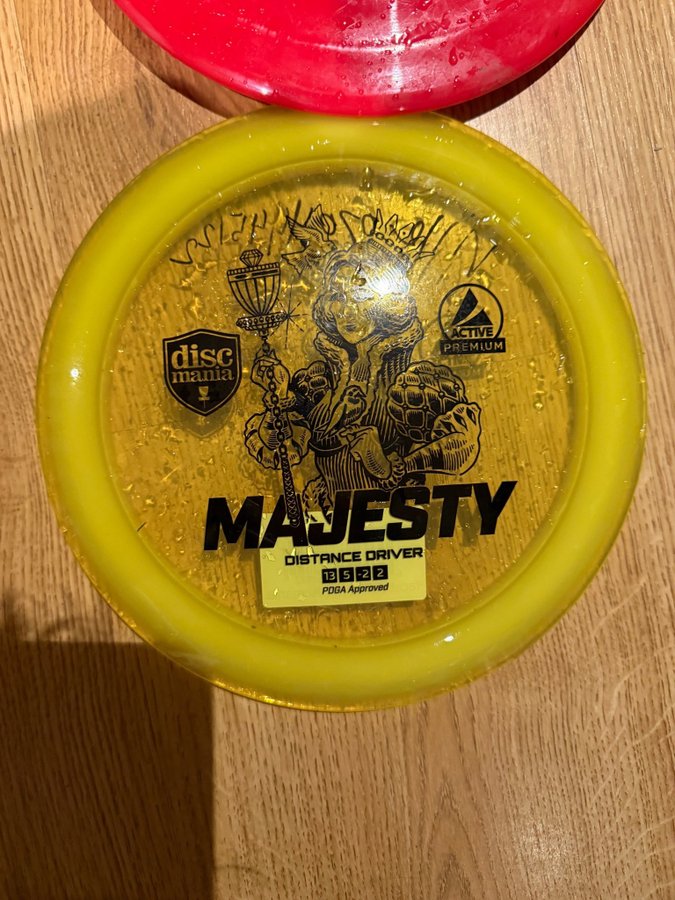 disc
mania
ACTIVE
PREMIUM
MAJESTY
DISTANCE DRIVER
13 5 -2 2
PDGA Approved